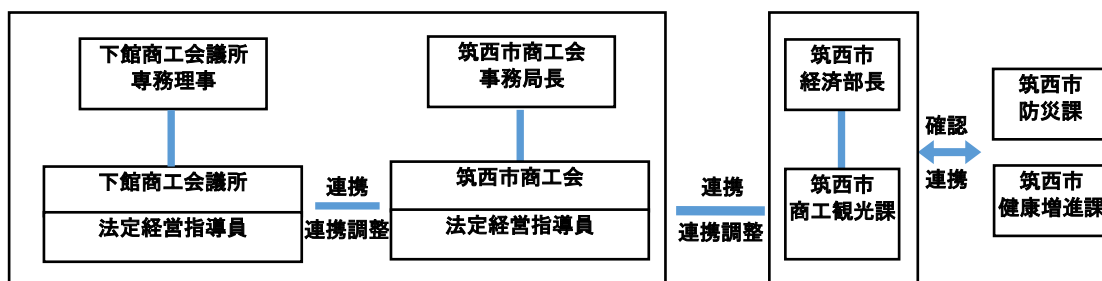 下館商工会議所
専務理事
筑西市商工会
事務局長
筑西市
経済部長
筑西市
防災課
確認
連携
下館商工会議所
法定経営指導員
連携
連携調整
筑西市商工会
法定経営指導員
連携
連携調整
筑西市
商工観光課
筑西市
健康増進課